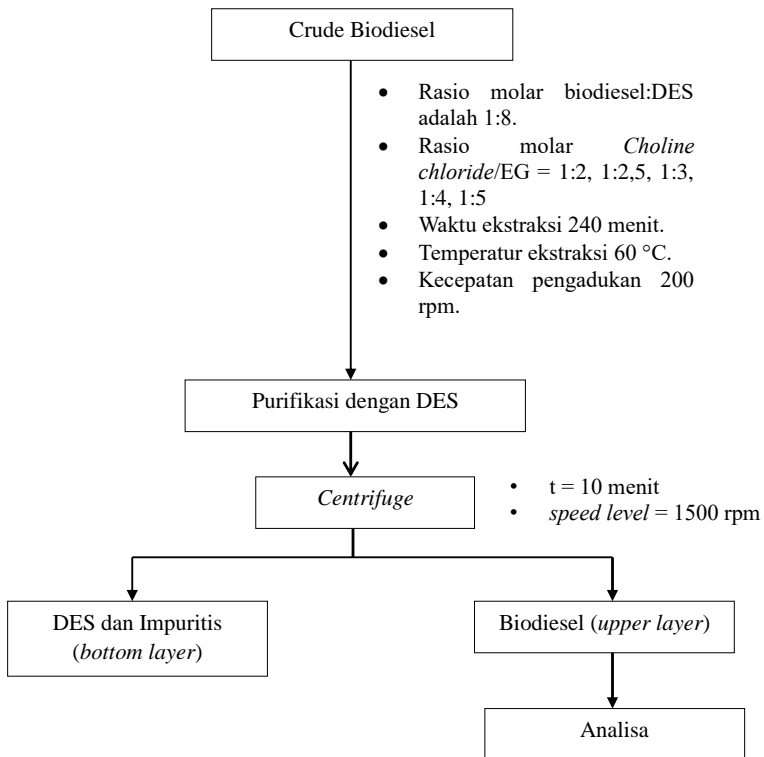 Crude Biodiesel
• Rasio molar biodiesel:DES
adalah 1:8.
• Rasio molar Choline
chloride/EG = 1:2, 1:2,5, 1:3,
1:4, 1:5
• Waktu ekstraksi 240 menit.
• Temperatur ekstraksi 60 °C.
• Kecepatan pengadukan 200
rpm.
Purifikasi dengan DES
Centrifuge
• t = 10 menit
• speed level = 1500 rpm
DES dan Impuritis
(bottom layer)
Biodiesel (upper layer)
Analisa